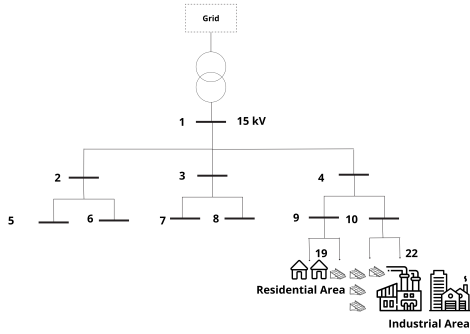 Grid
1 15 kV
2 3 4
5 6 7 8 9 10
19 22
Residential Area
Industrial Area